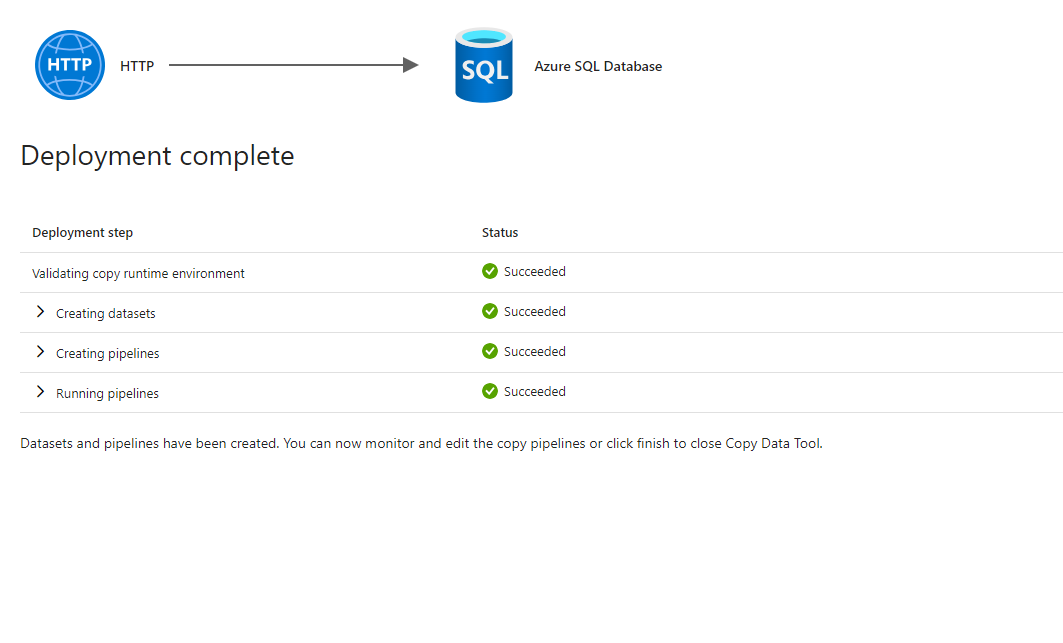 HTTP
HTTP
SQL
Azure SQL Database
Deployment complete
Deployment step Status
Validating copy runtime environment Succeeded
Creating datasets Succeeded
Creating pipelines Succeeded
Running pipelines Succeeded
Datasets and pipelines have been created. You can now monitor and edit the copy pipelines or click finish to close Copy Data Tool.